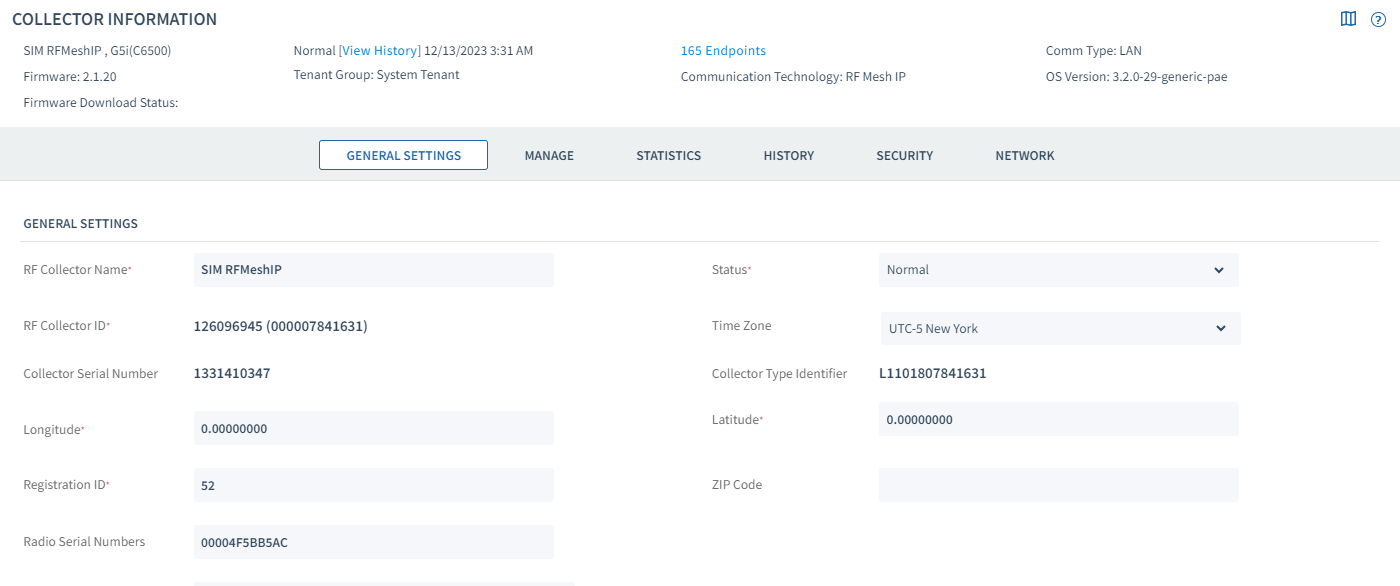 COLLECTOR INFORMATION
?
SIM RFMeshIP , G5i(C6500)
Normal [View History] 12/13/2023 3:31 AM
165 Endpoints
Comm Type: LAN
Firmware: 2.1.20
Tenant Group: System Tenant
Communication Technology: RF Mesh IP
OS Version: 3.2.0-29-generic-pae
Firmware Download Status:
GENERAL SETTINGS
MANAGE
STATISTICS
HISTORY
SECURITY
NETWORK
GENERAL SETTINGS
RF Collector Name*
SIM RFMeshIP
Status*
Normal
RF Collector ID*
126096945 (000007841631)
Time Zone
UTC-5 New York
Collector Serial Number
1331410347
Collector Type Identifier
L1101807841631
Longitude*
0.00000000
Latitude*
0.00000000
Registration ID*
52
ZIP Code
Radio Serial Numbers
00004F5BB5AC